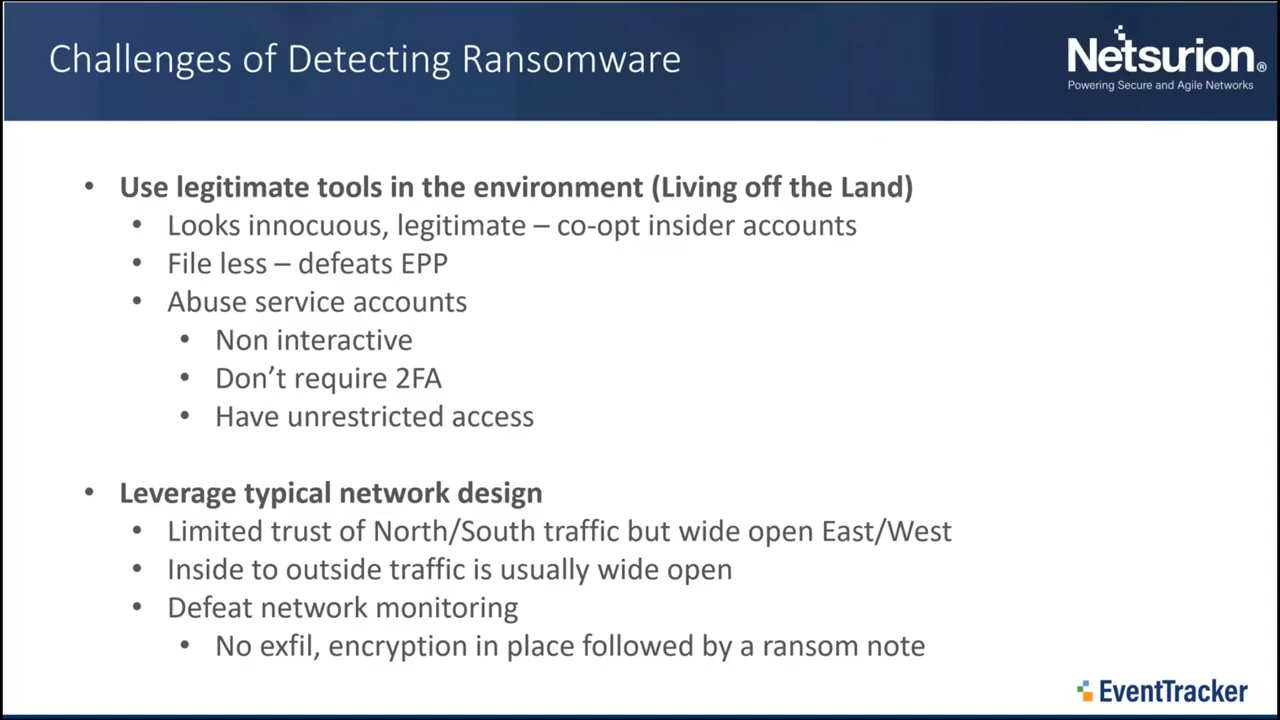 Challenges of Detecting Ransomware
Netsurion®
Powering Secure and Agile Networks
• Use legitimate tools in the environment (Living off the Land)
• Looks innocuous, legitimate – co-opt insider accounts
• File less – defeats EPP
• Abuse service accounts
• Non interactive
• Don’t require 2FA
• Have unrestricted access
• Leverage typical network design
• Limited trust of North/South traffic but wide open East/West
• Inside to outside traffic is usually wide open
• Defeat network monitoring
• No exfil, encryption in place followed by a ransom note
EventTracker